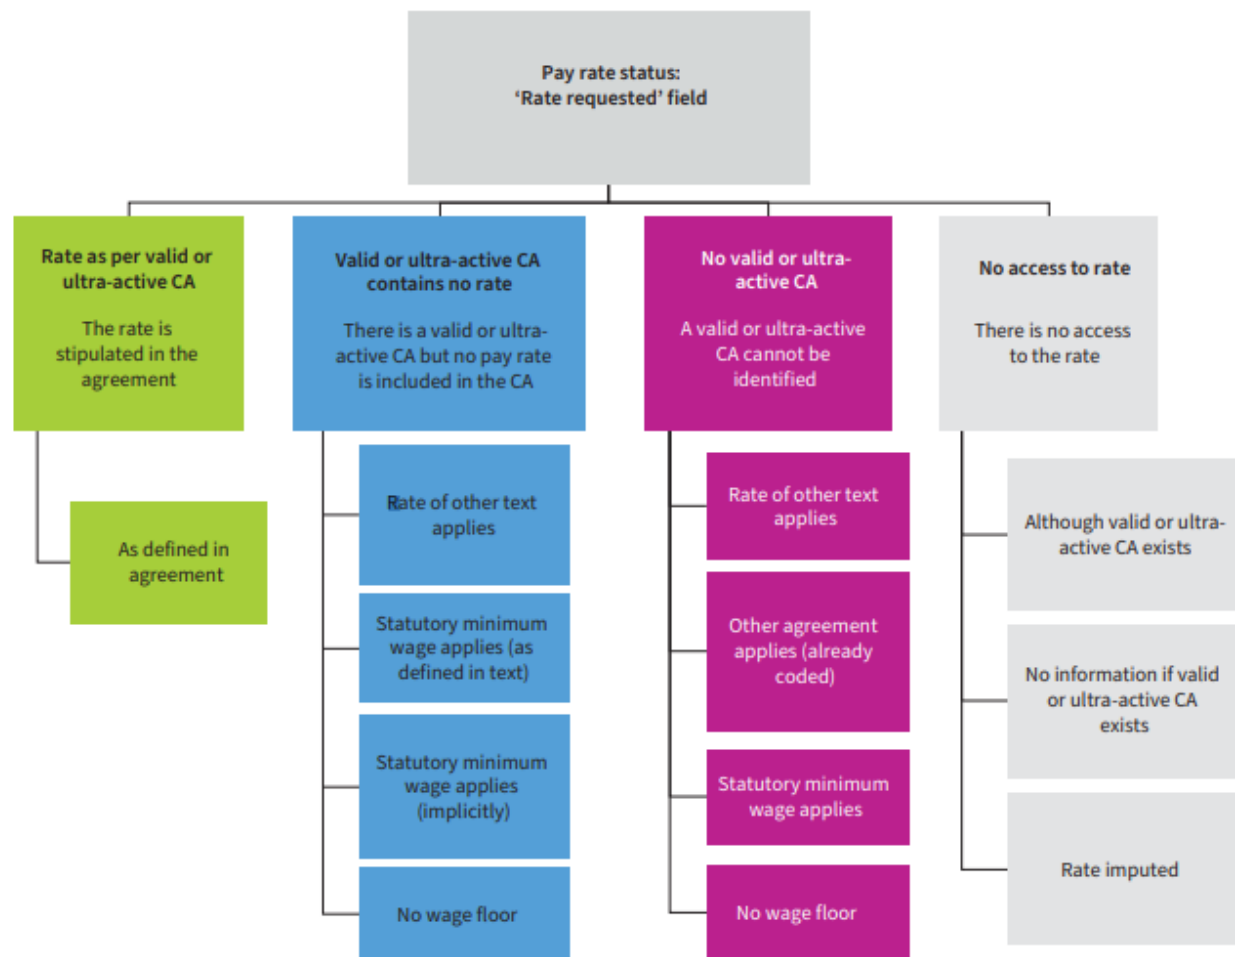 Pay rate status:
‘Rate requested’ field
Rate as per valid or
ultra-active CA
The rate is
stipulated in the
agreement
As defined in
agreement
Valid or ultra-active CA
contains no rate
There is a valid or ultra-
active CA but no pay rate
is included in the CA
Rate of other text
applies
Statutory minimum
wage applies (as
defined in text)
Statutory minimum
wage applies
(implicitly)
No wage floor
No valid or ultra-
active CA
A valid or ultra-active
CA cannot be
identified
Rate of other text
applies
Other agreement
applies (already
coded)
Statutory minimum
wage applies
No wage floor
No access to rate
There is no access
to the rate
Although valid or ultra-
active CA exists
No information if valid
or ultra-active CA
exists
Rate imputed